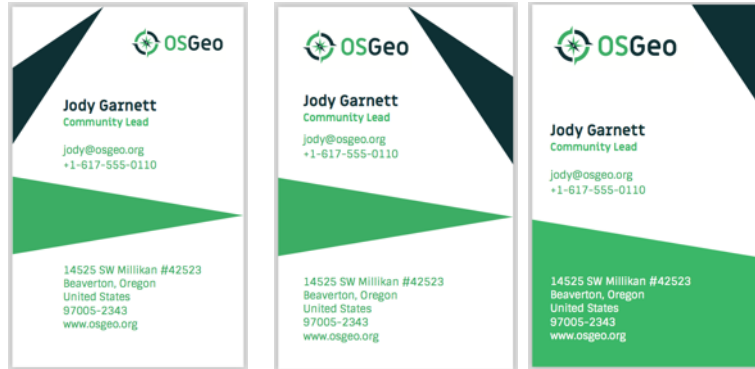 OSGeo
Jody Garnett
Community Lead
jody@osgeo.org
+1-617-555-0110
14525 SW Millikan #42523
Beaverton, Oregon
United States
97005-2343
www.osgeo.org
OSGeo
Jody Garnett
Community Lead
jody@osgeo.org
+1-617-555-0110
14525 SW Millikan #42523
Beaverton, Oregon
United States
97005-2343
www.osgeo.org
OSGeo
Jody Garnett
Community Lead
jody@osgeo.org
+1-617-555-0110
14525 SW Millikan #42523
Beaverton, Oregon
United States
97005-2343
www.osgeo.org